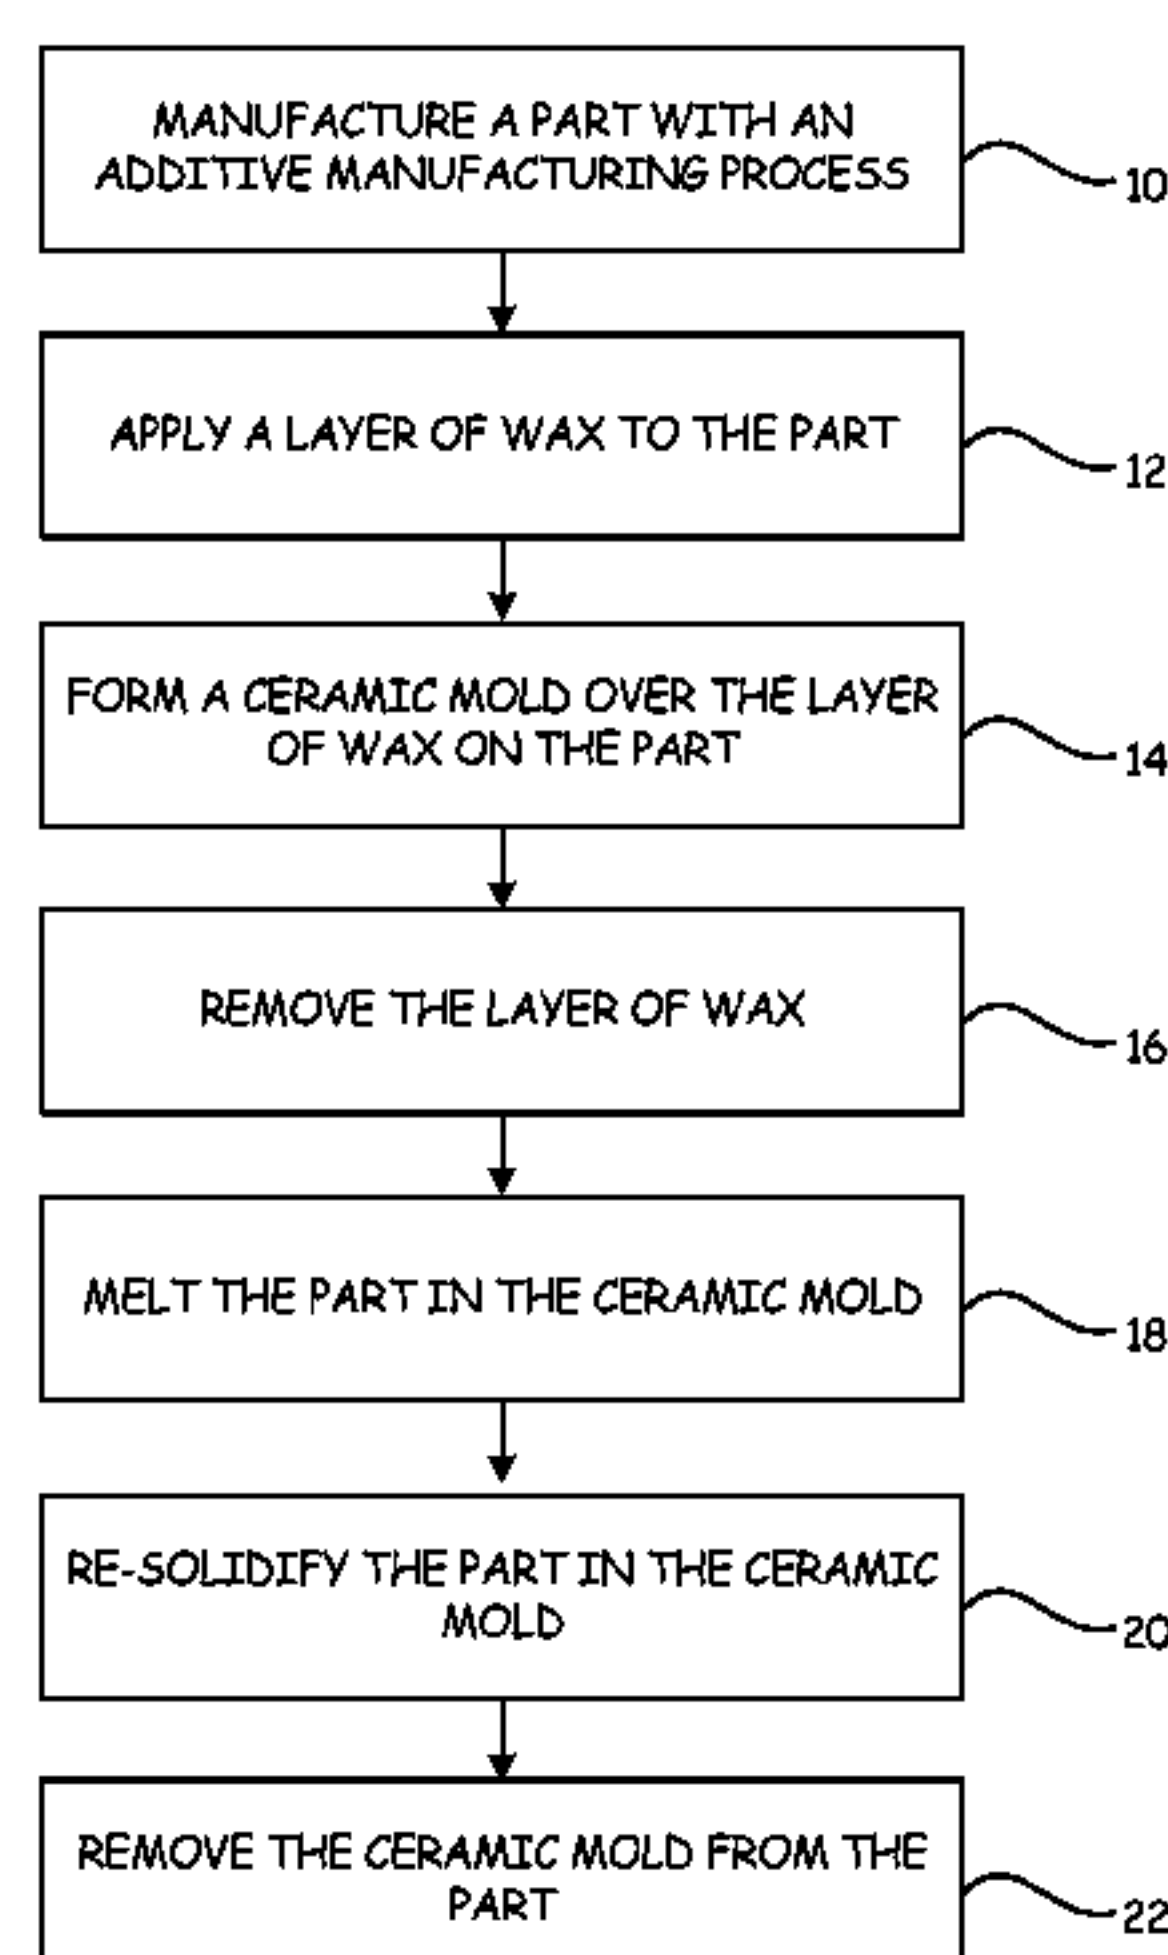 MANUFACTURE A PART WITH AN
ADDITIVE MANUFACTURING PROCESS
10
APPLY A LAYER OF WAX TO THE PART
12
FORM A CERAMIC MOLD OVER THE LAYER
OF WAX ON THE PART
14
REMOVE THE LAYER OF WAX
16
MELT THE PART IN THE CERAMIC MOLD
18
RE-SOLIDIFY THE PART IN THE CERAMIC
MOLD
20
REMOVE THE CERAMIC MOLD FROM THE
PART
22